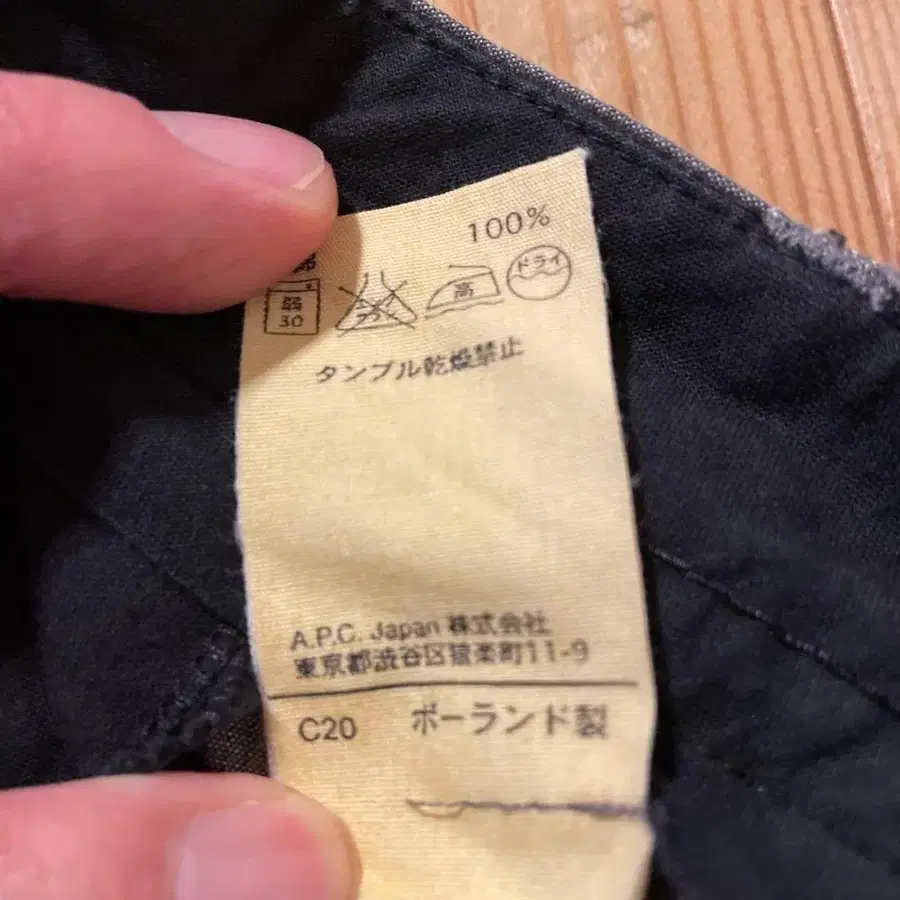 100%
綿
弱 30
高
ドライ
タンブル乾燥禁止
A.P.C. Japan 株式会社
東京都渋谷区猿楽町11-9
C20 ポーランド製